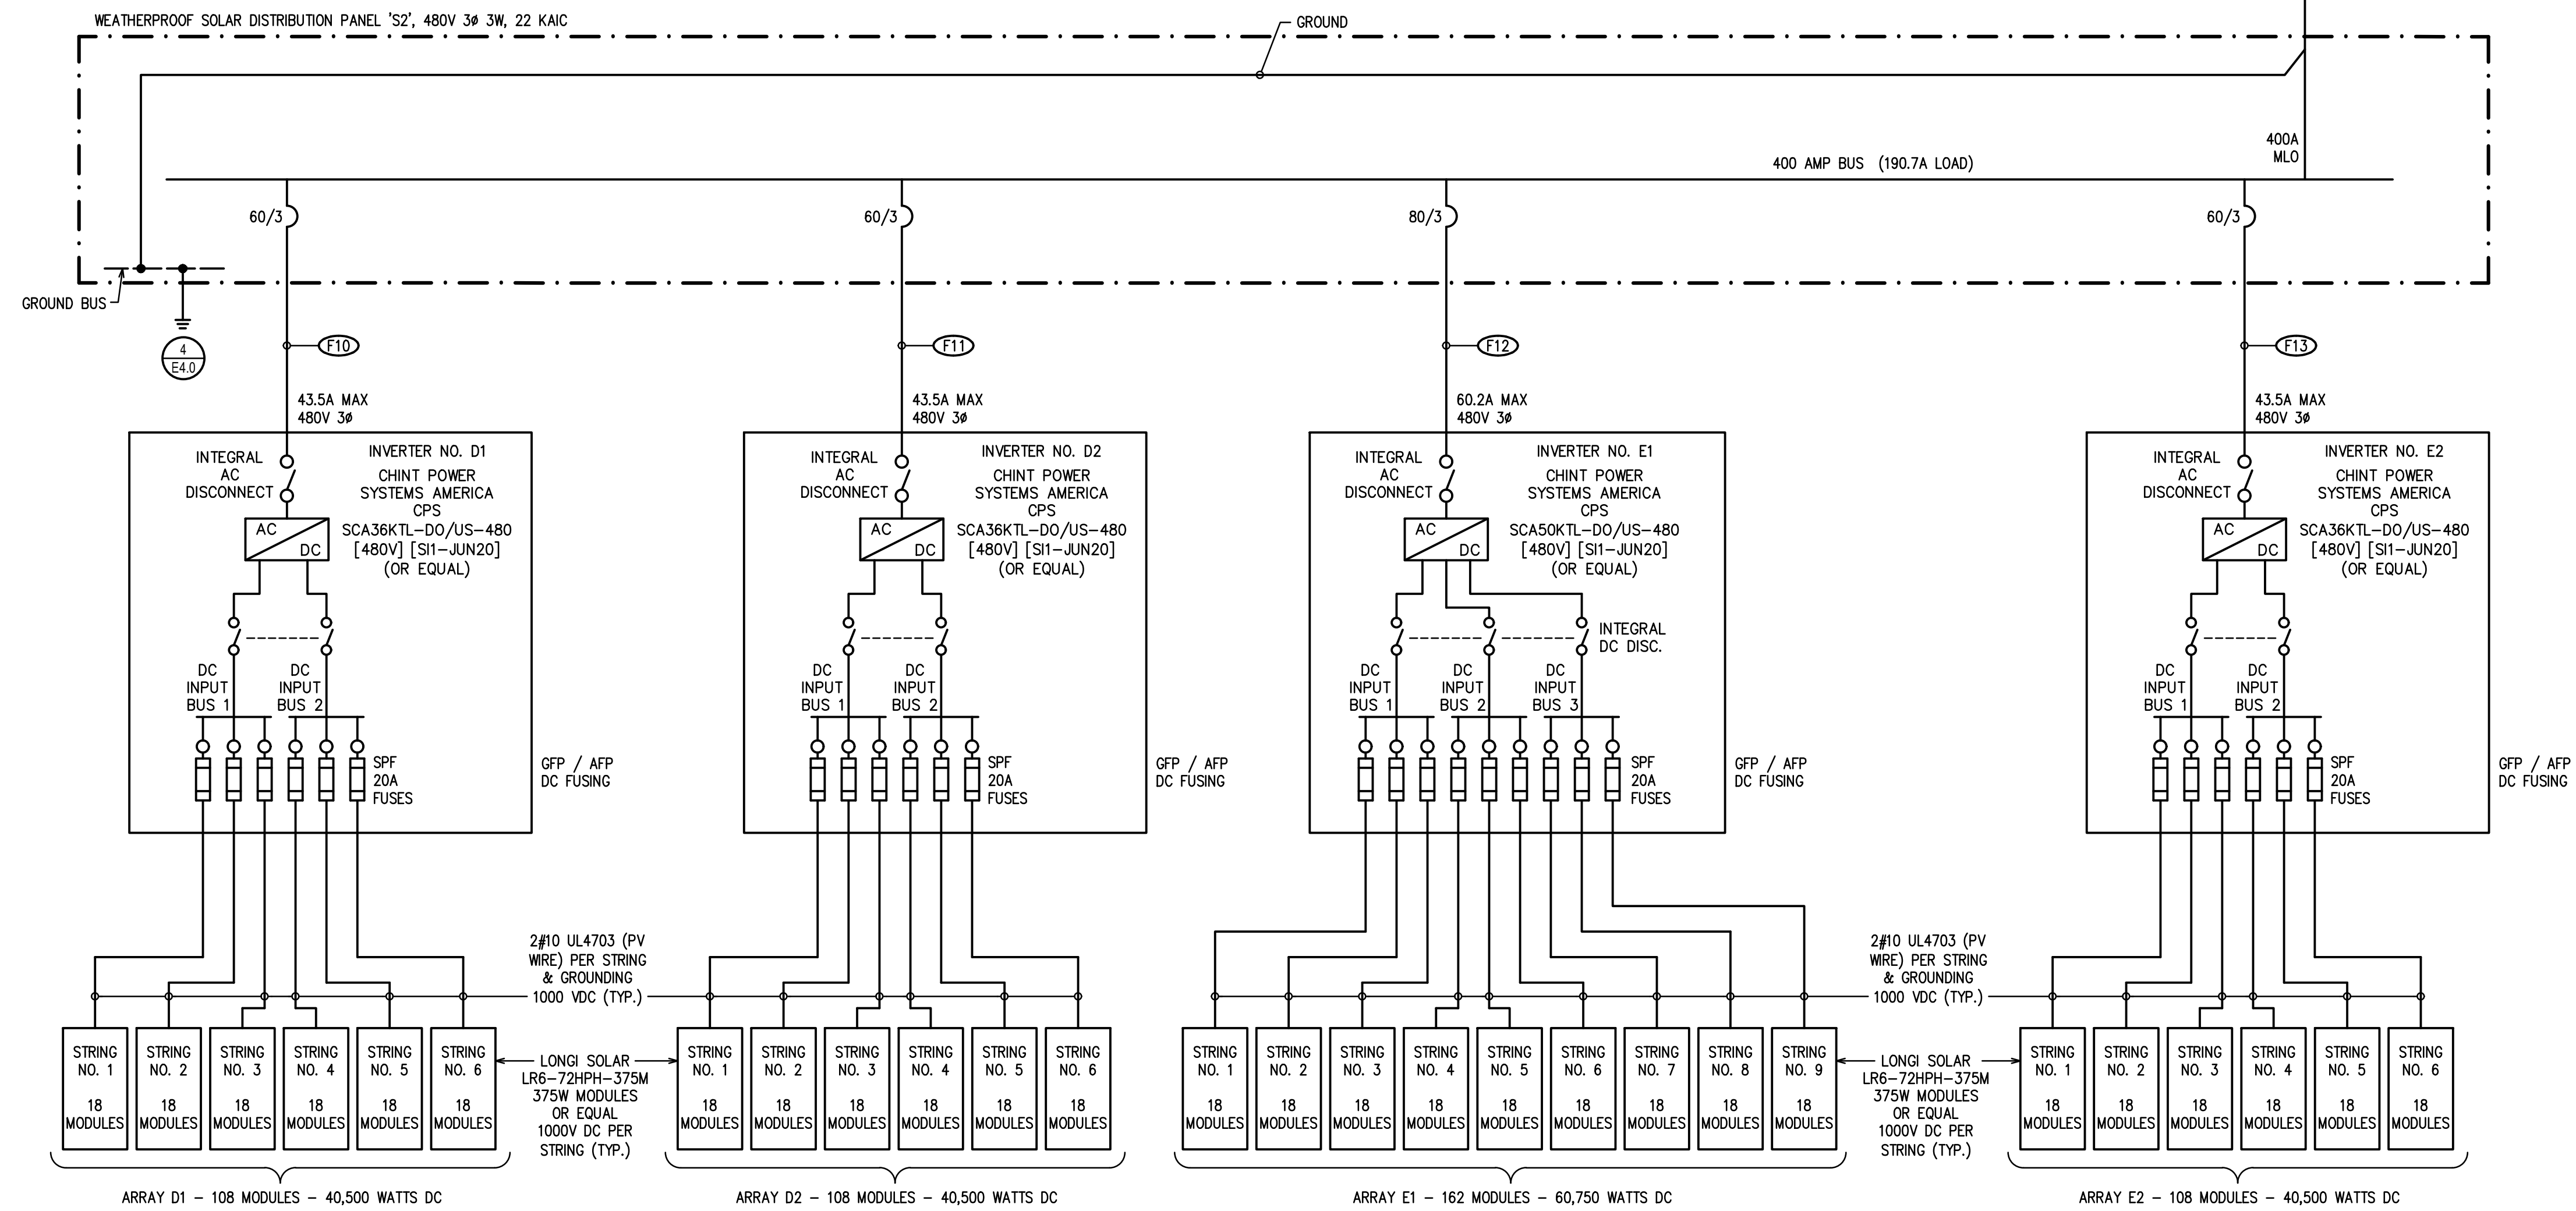 WEATHERPROOF SOLAR DISTRIBUTION PANEL 'S2', 480V 3ø 3W, 22 KAIC
GROUND
400A
MLO
400 AMP BUS (190.7A LOAD)
60/3
60/3
80/3
60/3
GROUND BUS
4
E4.0
F10
F11
F12
F13
43.5A MAX
480V 3ø
43.5A MAX
480V 3ø
60.2A MAX
480V 3ø
43.5A MAX
480V 3ø
INTEGRAL
AC
DISCONNECT
INVERTER NO. D1
CHINT POWER
SYSTEMS AMERICA
CPS
SCA36KTL-DO/US-480
[480V] [SI1-JUN20]
(OR EQUAL)
AC
DC
DC
INPUT
BUS 1
DC
INPUT
BUS 2
SPF
20A
FUSES
GFP / AFP
DC FUSING
INTEGRAL
AC
DISCONNECT
INVERTER NO. D2
CHINT POWER
SYSTEMS AMERICA
CPS
SCA36KTL-DO/US-480
[480V] [SI1-JUN20]
(OR EQUAL)
AC
DC
DC
INPUT
BUS 1
DC
INPUT
BUS 2
SPF
20A
FUSES
GFP / AFP
DC FUSING
INTEGRAL
AC
DISCONNECT
INVERTER NO. E1
CHINT POWER
SYSTEMS AMERICA
CPS
SCA50KTL-DO/US-480
[480V] [SI1-JUN20]
(OR EQUAL)
AC
DC
INTEGRAL
DC DISC.
DC
INPUT
BUS 1
DC
INPUT
BUS 2
DC
INPUT
BUS 3
SPF
20A
FUSES
GFP / AFP
DC FUSING
INTEGRAL
AC
DISCONNECT
INVERTER NO. E2
CHINT POWER
SYSTEMS AMERICA
CPS
SCA36KTL-DO/US-480
[480V] [SI1-JUN20]
(OR EQUAL)
AC
DC
DC
INPUT
BUS 1
DC
INPUT
BUS 2
SPF
20A
FUSES
GFP / AFP
DC FUSING
2#10 UL4703 (PV
WIRE) PER STRING
& GROUNDING
1000 VDC (TYP.)
2#10 UL4703 (PV
WIRE) PER STRING
& GROUNDING
1000 VDC (TYP.)
STRING
NO. 1
18
MODULES
STRING
NO. 2
18
MODULES
STRING
NO. 3
18
MODULES
STRING
NO. 4
18
MODULES
STRING
NO. 5
18
MODULES
STRING
NO. 6
18
MODULES
LONGI SOLAR
LR6-72HPH-375M
375W MODULES
OR EQUAL
1000V DC PER
STRING (TYP.)
STRING
NO. 1
18
MODULES
STRING
NO. 2
18
MODULES
STRING
NO. 3
18
MODULES
STRING
NO. 4
18
MODULES
STRING
NO. 5
18
MODULES
STRING
NO. 6
18
MODULES
STRING
NO. 1
18
MODULES
STRING
NO. 2
18
MODULES
STRING
NO. 3
18
MODULES
STRING
NO. 4
18
MODULES
STRING
NO. 5
18
MODULES
STRING
NO. 6
18
MODULES
STRING
NO. 7
18
MODULES
STRING
NO. 8
18
MODULES
STRING
NO. 9
18
MODULES
LONGI SOLAR
LR6-72HPH-375M
375W MODULES
OR EQUAL
1000V DC PER
STRING (TYP.)
STRING
NO. 1
18
MODULES
STRING
NO. 2
18
MODULES
STRING
NO. 3
18
MODULES
STRING
NO. 4
18
MODULES
STRING
NO. 5
18
MODULES
STRING
NO. 6
18
MODULES
ARRAY D1 - 108 MODULES - 40,500 WATTS DC
ARRAY D2 - 108 MODULES - 40,500 WATTS DC
ARRAY E1 - 162 MODULES - 60,750 WATTS DC
ARRAY E2 - 108 MODULES - 40,500 WATTS DC